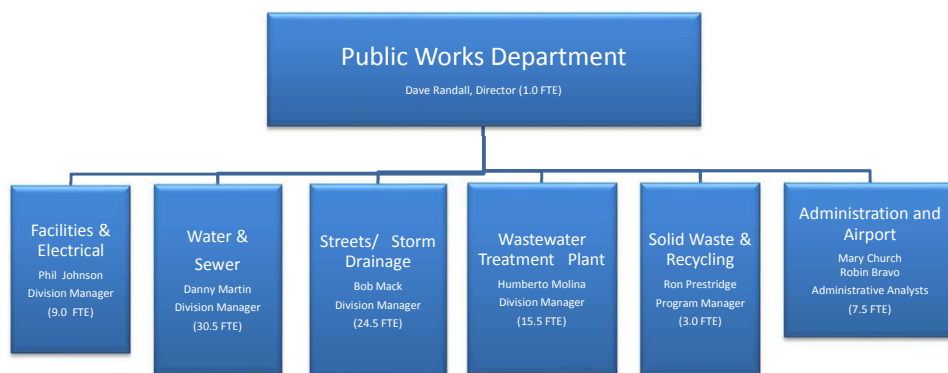 Public Works Department
Dave Randall, Director (1.0 FTE)
Facilities &
Electrical
Phil Johnson
Division Manager
(9.0 FTE)
Water &
Sewer
Danny Martin
Division Manager
(30.5 FTE)
Streets/ Storm
Drainage
Bob Mack
Division Manager
(24.5 FTE)
Wastewater
Treatment Plant
Humberto Molina
Division Manager
(15.5 FTE)
Solid Waste &
Recycling
Ron Prestridge
Program Manager
(3.0 FTE)
Administration and
Airport
Mary Church
Robin Bravo
Administrative Analysts
(7.5 FTE)